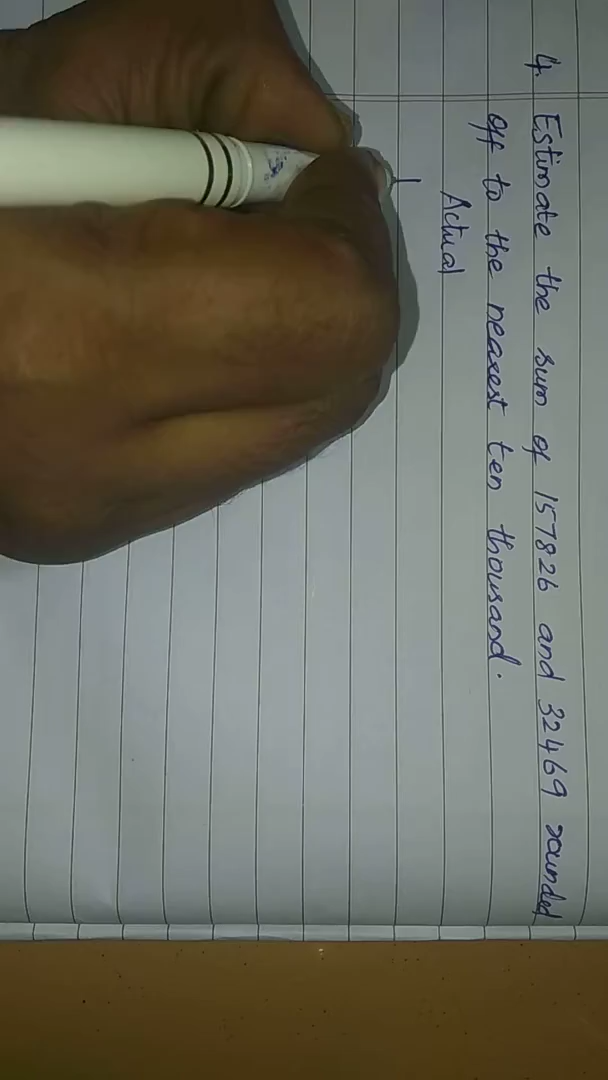 4. Estimate the sum of 157826 and 32469 rounded
off to the nearest ten thousand.
Actual